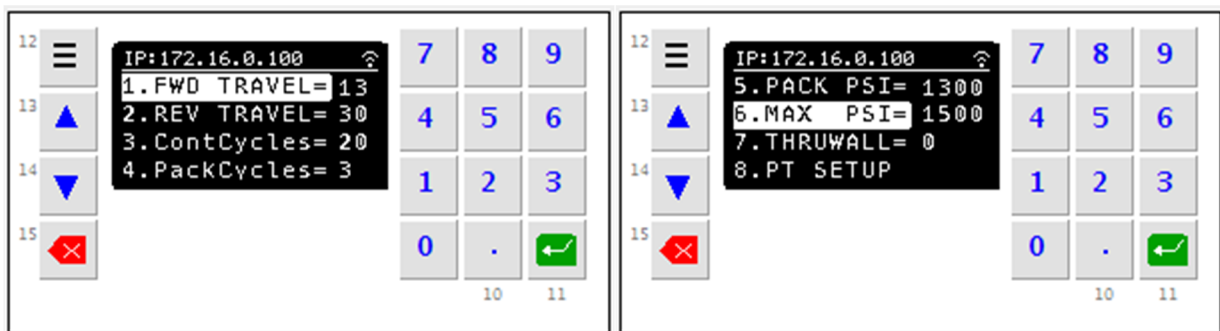 12
13
14
15
IP:172.16.0.100
1.FWD TRAVEL= 13
2.REV TRAVEL= 30
3.ContCycles= 20
4.PackCycles= 3
7 8 9
4 5 6
1 2 3
0 .
10 11
12
13
14
15
IP:172.16.0.100
5.PACK PSI= 1300
6.MAX PSI= 1500
7.THRUWALL= 0
8.PT SETUP
7 8 9
4 5 6
1 2 3
0 .
10 11